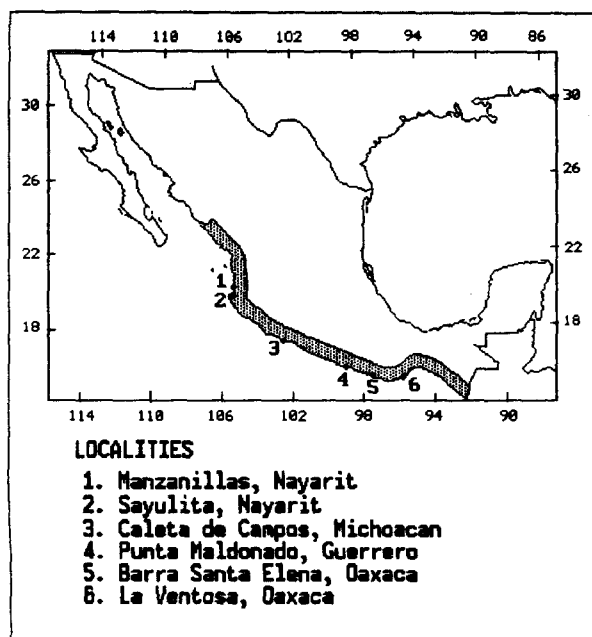 114 110 106 102 98 94 90 86
30 30
26 26
22 22
1
2
18 18
3
4
5 6
114 110 106 102 98 94 90
LOCALITIES
1. Manzanillas, Nayarit
2. Sayulita, Nayarit
3. Caleta de Campos, Michoacan
4. Punta Maldonado, Guerrero
5. Barra Santa Elena, Oaxaca
6. La Ventosa, Oaxaca